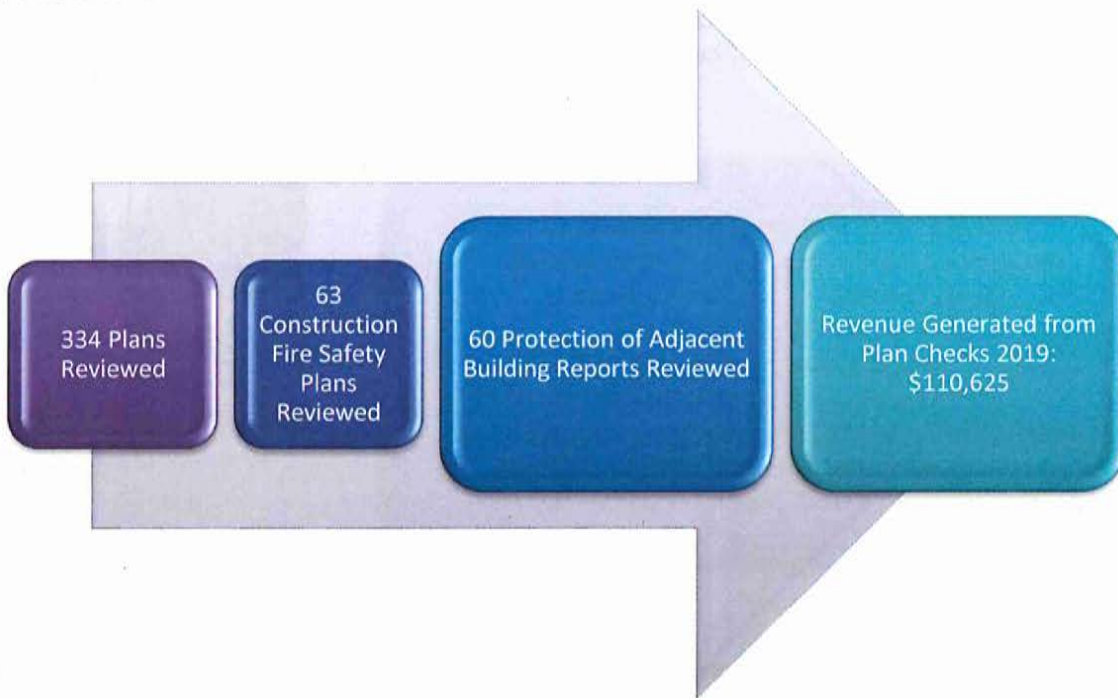 334 Plans
Reviewed
63
Construction
Fire Safety
Plans
Reviewed
60 Protection of Adjacent
Building Reports Reviewed
Revenue Generated from
Plan Checks 2019:
$110,625